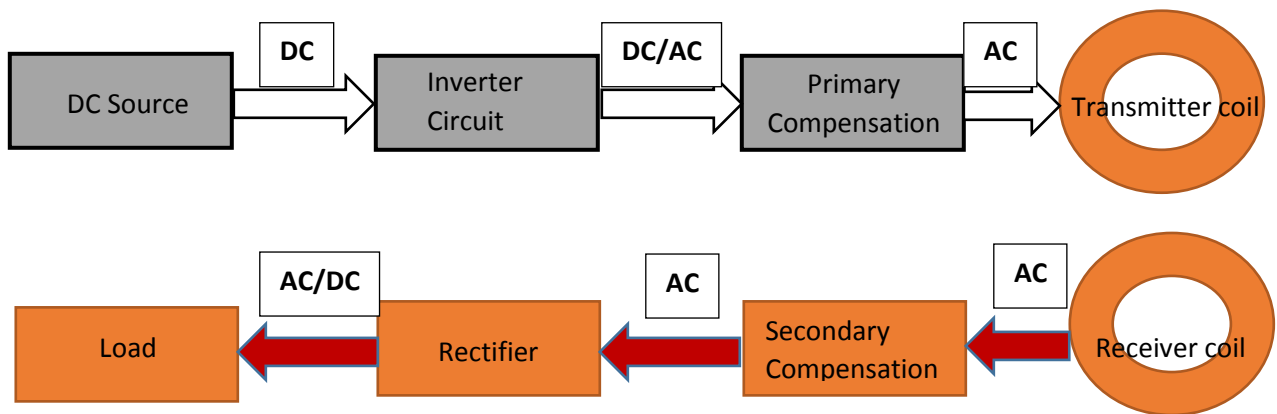 DC
DC/AC
AC
DC Source
Inverter
Circuit
Primary
Compensation
Transmitter coil
AC/DC
AC
AC
Load
Rectifier
Secondary
Compensation
Receiver coil